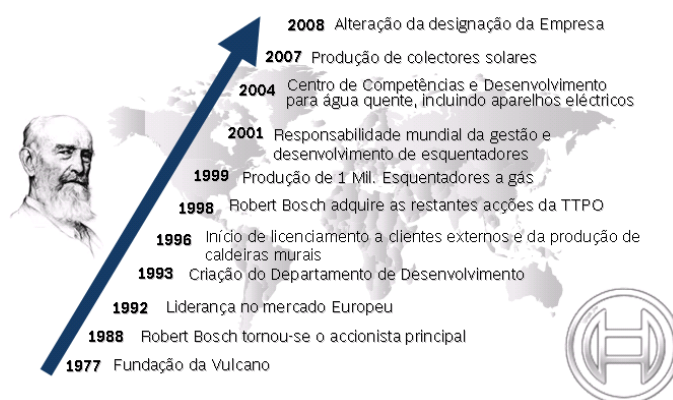 2008 Alteração da designação da Empresa
2007 Produção de colectores solares
2004 Centro de Competências e Desenvolvimento
para água quente, incluindo aparelhos eléctricos
2001 Responsabilidade mundial da gestão e
desenvolvimento de esquentadores
1999 Produção de 1 Mil. Esquentadores a gás
1998 Robert Bosch adquire as restantes acções da TTPO
1996 Início de licenciamento a clientes externos e da produção de
caldeiras murais
1993 Criação do Departamento de Desenvolvimento
1992 Liderança no mercado Europeu
1988 Robert Bosch tornou-se o accionista principal
1977 Fundação da Vulcano